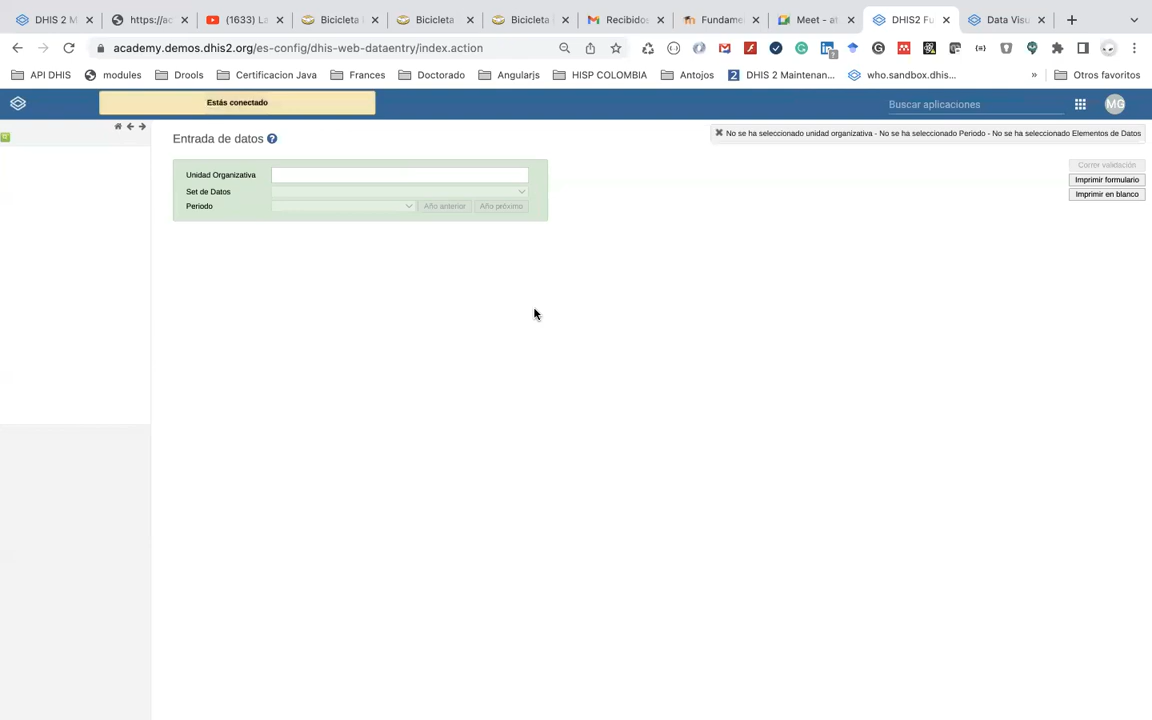 DHIS 2 M
https://ac
(1633) La
Bicicleta
Bicicleta
Bicicleta
Recibidos
Fundame
Meet - a
DHIS2 Fu
Data Visu
academy.demos.dhis2.org/es-config/dhis-web-dataentry/index.action
API DHIS
modules
Drools
Certificacion Java
Frances
Doctorado
Angularjs
HISP COLOMBIA
Antojos
DHIS 2 Maintenan...
who.sandbox.dhis...
»
Otros favoritos
Estás conectado
Buscar aplicaciones
MG
Entrada de datos
No se ha seleccionado unidad organizativa - No se ha seleccionado Periodo - No se ha seleccionado Elementos de Datos
Unidad Organizativa
Set de Datos
Periodo
Año anterior
Año próximo
Correr validación
Imprimir formulario
Imprimir en blanco